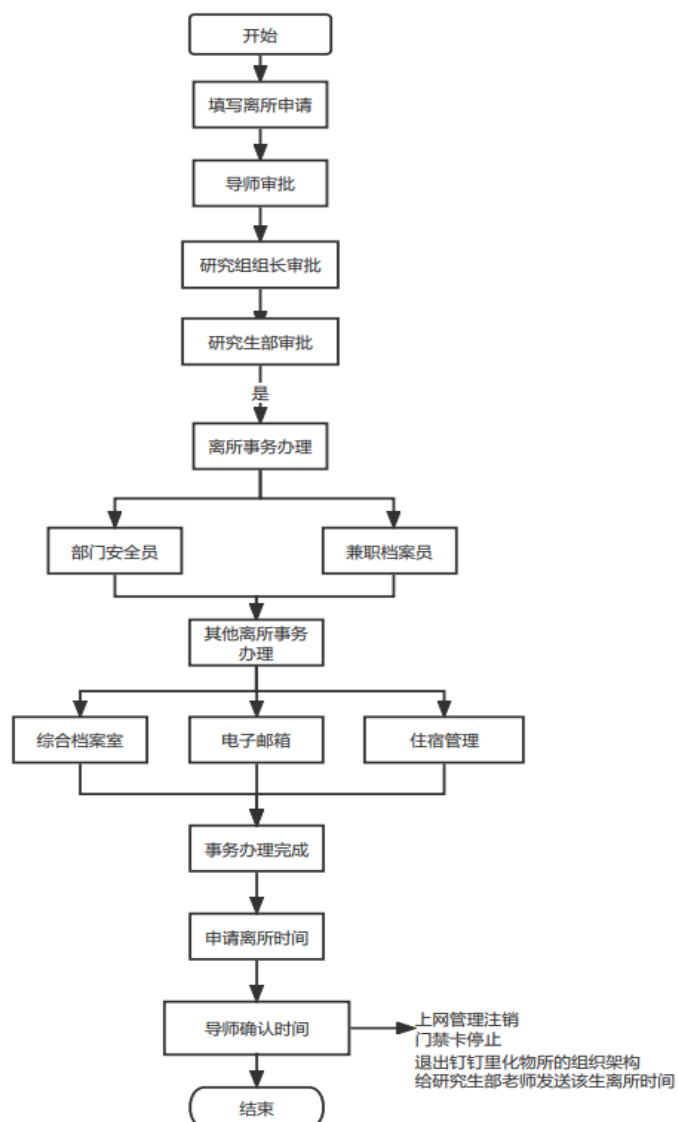 开始
填写离所申请
导师审批
研究组组长审批
研究生部审批
是
离所事务办理
部门安全员
兼职档案员
其他离所事务
办理
综合档案室
电子邮箱
住宿管理
事务办理完成
申请离所时间
导师确认时间
上网管理注销
门禁卡停止
退出钉钉里化物所的组织架构
给研究生部老师发送该生离所时间
结束